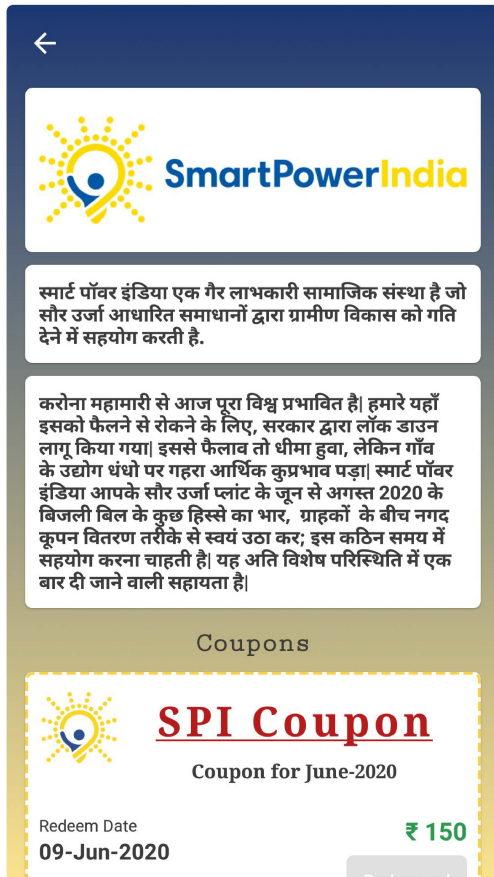 SmartPowerIndia
स्मार्ट पॉवर इंडिया एक गैर लाभकारी सामाजिक संस्था है जो
सौर उर्जा आधारित समाधानों द्वारा ग्रामीण विकास को गति
देने में सहयोग करती है.
करोना महामारी से आज पूरा विश्व प्रभावित है| हमारे यहाँ
इसको फैलने से रोकने के लिए, सरकार द्वारा लॉक डाउन
लागू किया गया| इससे फैलाव तो धीमा हुवा, लेकिन गाँव
के उद्योग धंधो पर गहरा आर्थिक कुप्रभाव पड़ा| स्मार्ट पॉवर
इंडिया आपके सौर उर्जा प्लांट के जून से अगस्त 2020 के
बिजली बिल के कुछ हिस्से का भार, ग्राहकों के बीच नगद
कूपन वितरण तरीके से स्वयं उठा कर; इस कठिन समय में
सहयोग करना चाहती है| यह अति विशेष परिस्थिति में एक
बार दी जाने वाली सहायता है|
Coupons
SPI Coupon
Coupon for June-2020
Redeem Date
₹ 150
09-Jun-2020